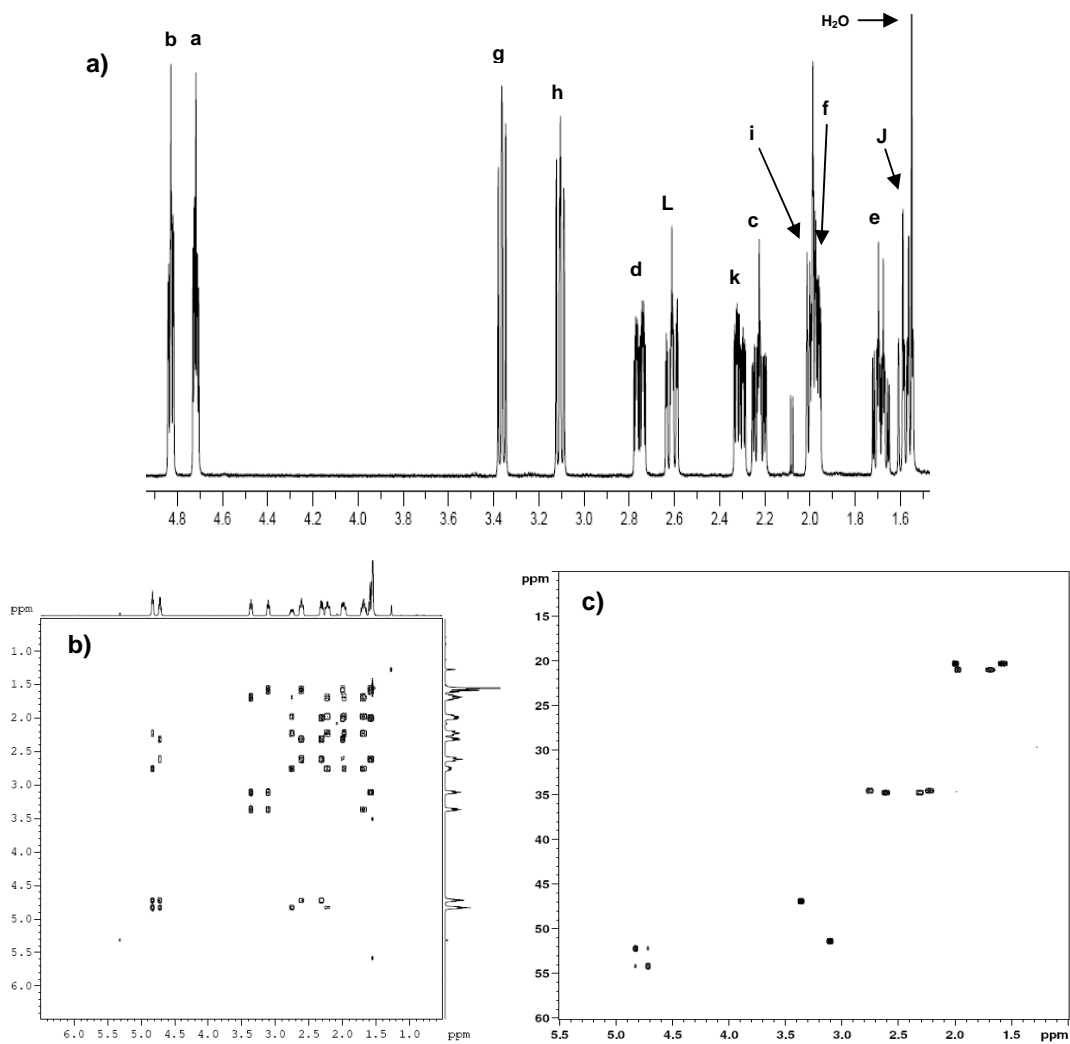 a)
b
a
g
h
d
L
k
c
i
f
J
e
H₂O
4.8 4.6 4.4 4.2 4.0 3.8 3.6 3.4 3.2 3.0 2.8 2.6 2.4 2.2 2.0 1.8 1.6
b)
ppm
1.0
1.5
2.0
2.5
3.0
3.5
4.0
4.5
5.0
5.5
6.0
6.0 5.5 5.0 4.5 4.0 3.5 3.0 2.5 2.0 1.5 1.0 ppm
c)
ppm
15
20
25
30
35
40
45
50
55
60
5.5 5.0 4.5 4.0 3.5 3.0 2.5 2.0 1.5 ppm